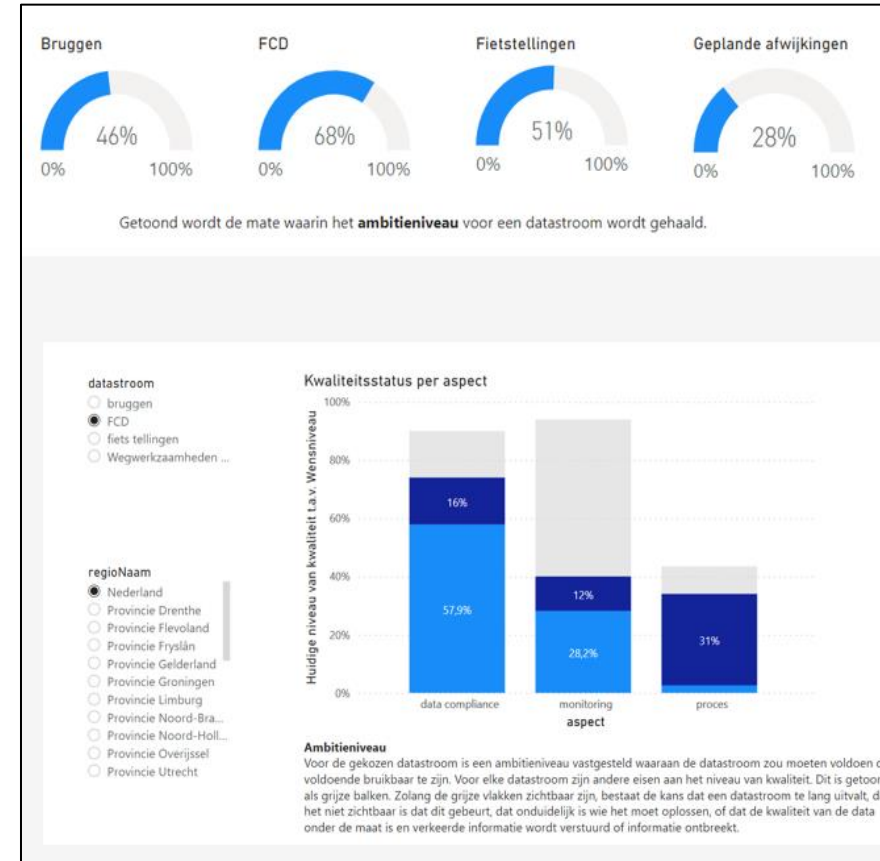 Bruggen
FCD
Fietstellingen
Geplande afwijkingen
46%
0%
100%
68%
0%
100%
51%
0%
100%
28%
0%
100%
Getoond wordt de mate waarin het ambitieniveau voor een datastroom wordt gehaald.
datastroom
bruggen
FCD
fiets tellingen
Wegwerkzaamheden ...
regioNaam
Nederland
Provincie Drenthe
Provincie Flevoland
Provincie Fryslân
Provincie Gelderland
Provincie Groningen
Provincie Limburg
Provincie Noord-Bra...
Provincie Noord-Holl...
Provincie Overijssel
Provincie Utrecht
Kwaliteitsstatus per aspect
Huidige niveau van kwaliteit t.a.v. Wensniveau
100%
80%
60%
40%
20%
0%
16%
57,9%
12%
28,2%
31%
data compliance
monitoring
proces
aspect
Ambitieniveau
Voor de gekozen datastroom is een ambitieniveau vastgesteld waaraan de datastroom zou moeten voldoen
voldoende bruikbaar te zijn. Voor elke datastroom zijn andere eisen aan het niveau van kwaliteit. Dit is getoon
als grijze balken. Zolang de grijze vlakken zichtbaar zijn, bestaat de kans dat een datastroom te lang uitvalt, d
het niet zichtbaar is dat dit gebeurt, dat onduidelijk is wie het moet oplossen, of dat de kwaliteit van de data
onder de maat is en verkeerde informatie wordt verstuurd of informatie ontbreekt.